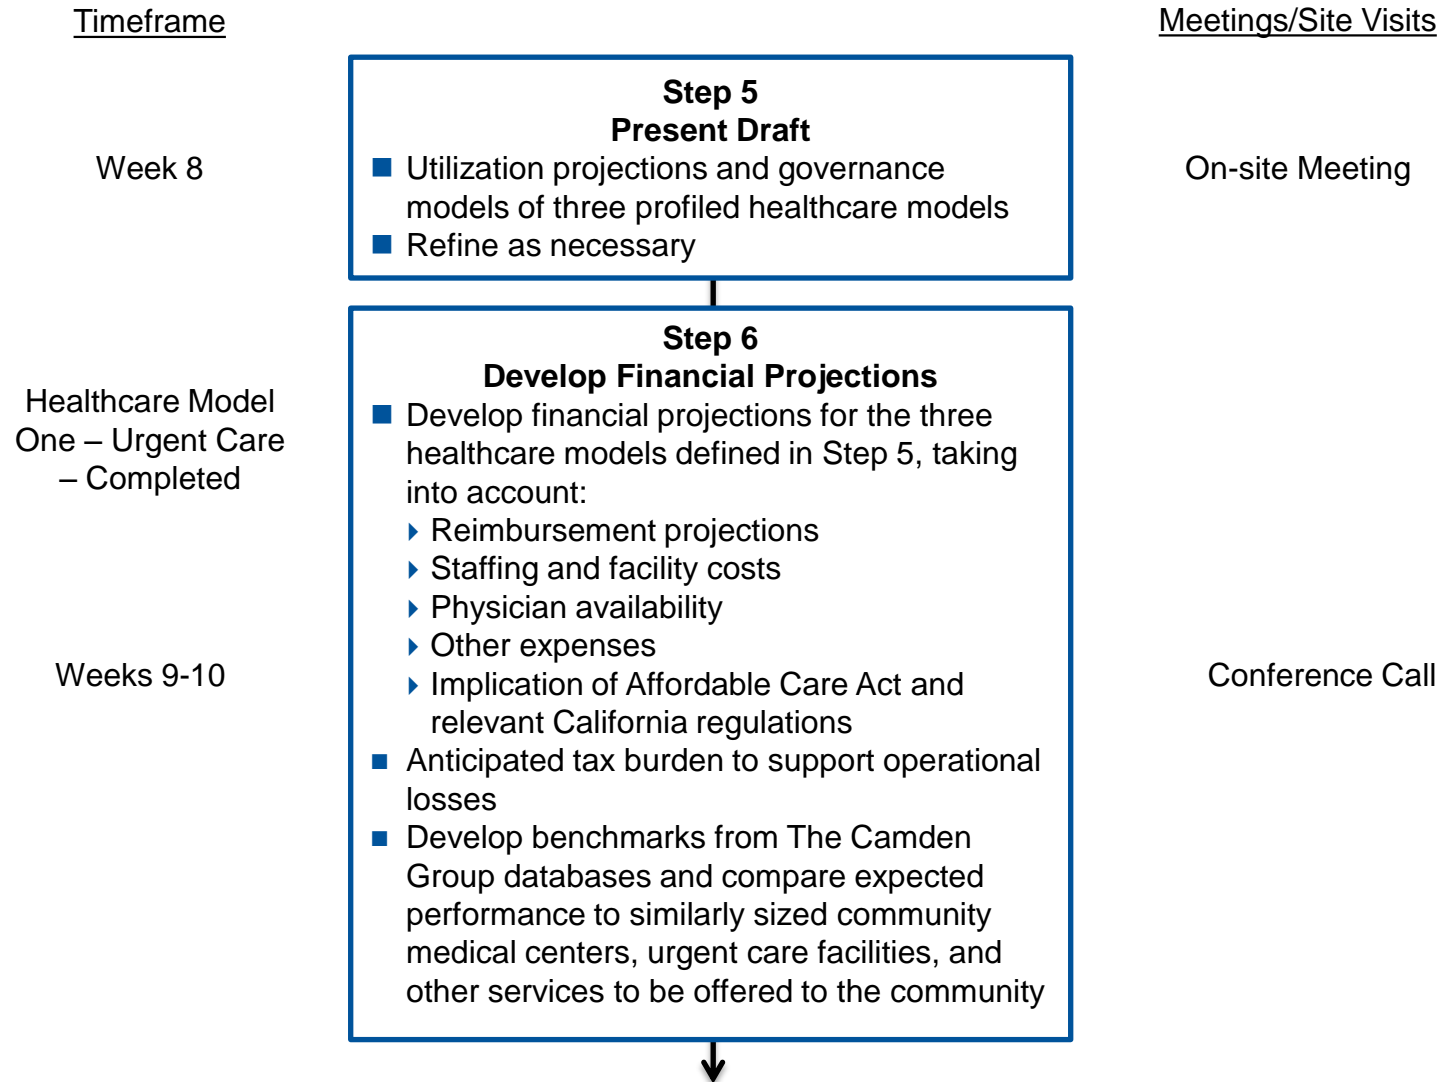 Timeframe
Meetings/Site Visits
Step 5
Present Draft
Week 8
■ Utilization projections and governance
models of three profiled healthcare models
■ Refine as necessary
On-site Meeting
Step 6
Develop Financial Projections
Healthcare Model
One – Urgent Care
– Completed
■ Develop financial projections for the three
healthcare models defined in Step 5, taking
into account:
Reimbursement projections
Staffing and facility costs
Physician availability
Other expenses
Weeks 9-10
Implication of Affordable Care Act and
relevant California regulations
Conference Call
■ Anticipated tax burden to support operational
losses
■ Develop benchmarks from The Camden
Group databases and compare expected
performance to similarly sized community
medical centers, urgent care facilities, and
other services to be offered to the community